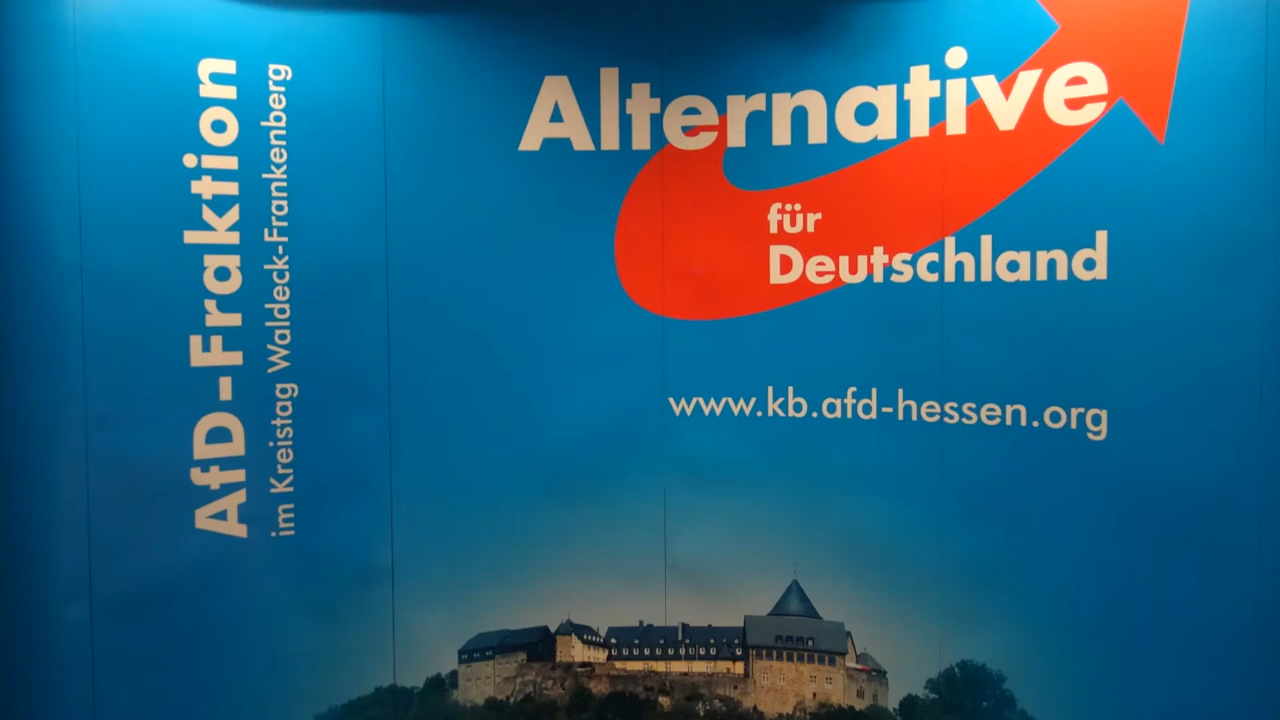 AfD-Fraktion
im Kreistag Waldeck-Frankenberg
Alternative
für
Deutschland
www.kb.afd-hessen.org